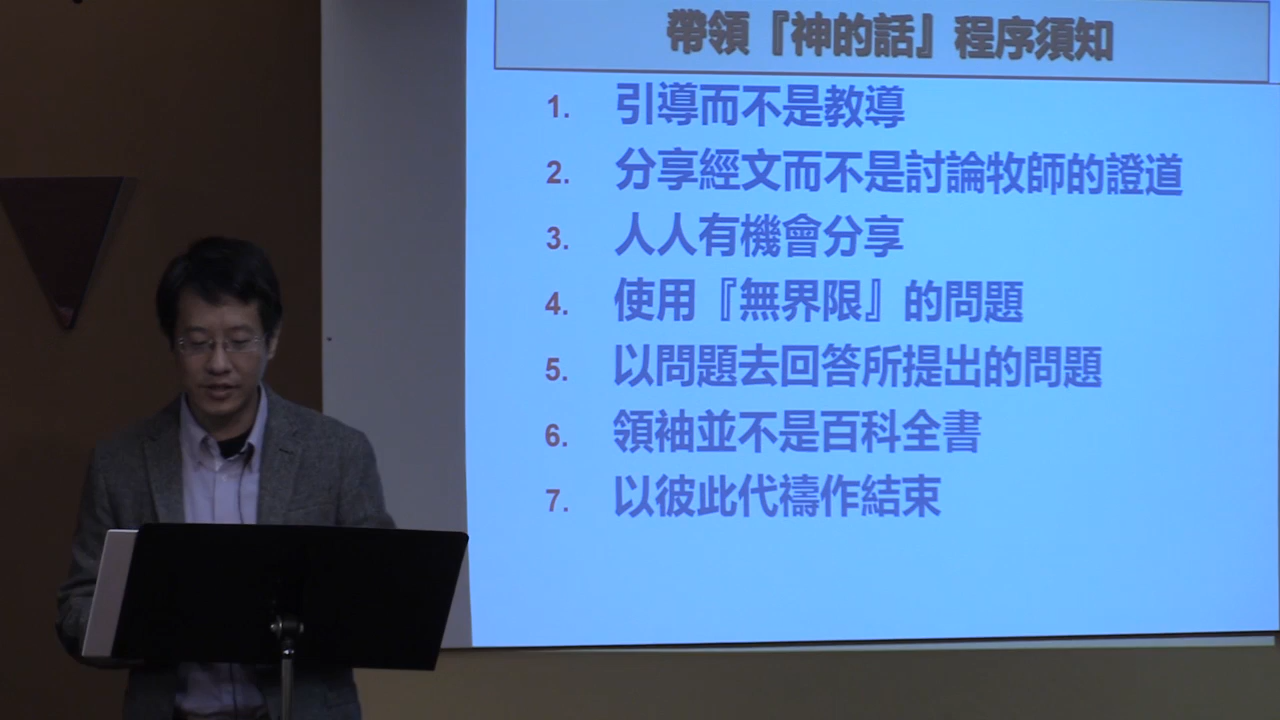 帶領『神的話』程序須知
1. 引導而不是教導
2. 分享經文而不是討論牧師的證道
3. 人人有機會分享
4. 使用『無界限』的問題
5. 以問題去回答所提出的問題
6. 領袖並不是百科全書
7. 以彼此代禱作結束